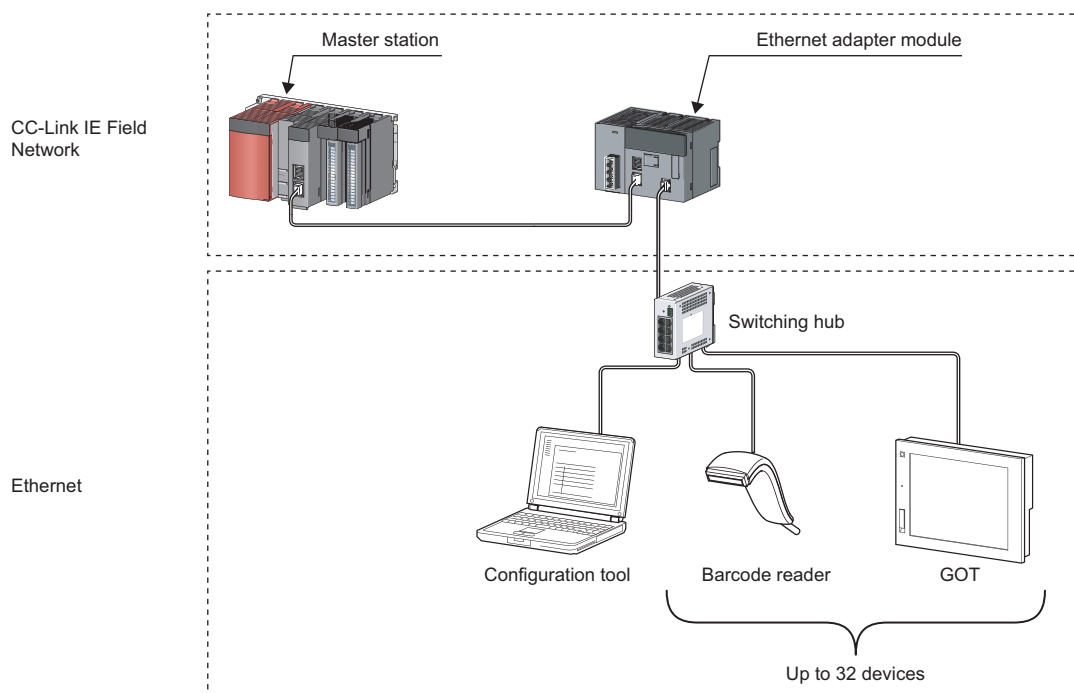 Master station
Ethernet adapter module
CC-Link IE Field
Network
Switching hub
Ethernet
Configuration tool
Barcode reader
GOT
Up to 32 devices